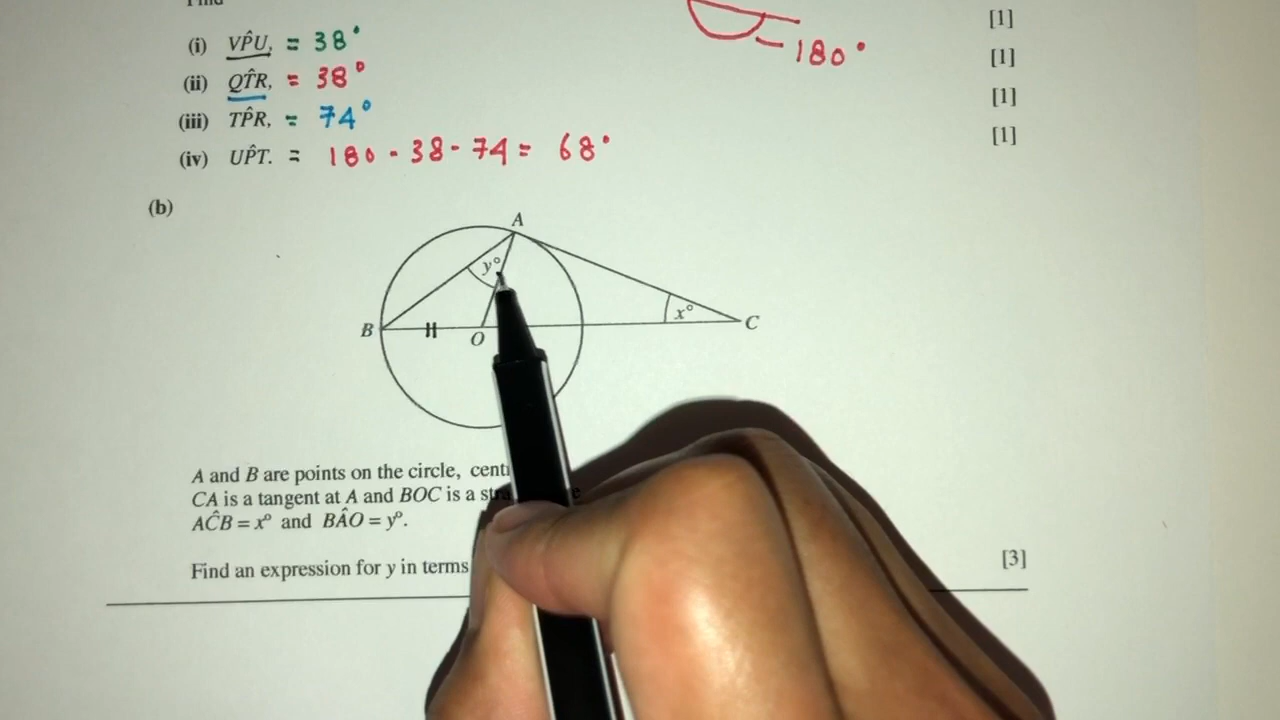 [1]
(i) VP̂U, = 38° [1]
180°
(ii) QT̂R, = 38° [1]
(iii) TP̂R, = 74° [1]
(iv) UP̂T. = 180 - 38 - 74 = 68°
(b)
A
y°
B O x° C
A and B are points on the circle,
CA is a tangent at A and BOC is a
AĈB = x° and BÂO = y°.
Find an expression for y in terms [3]